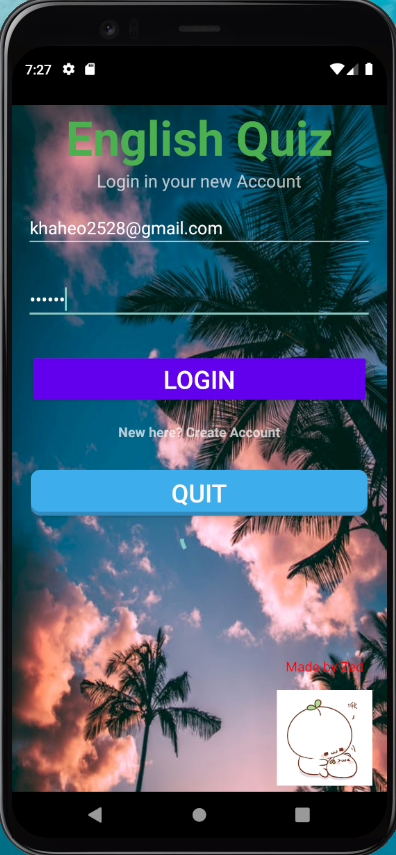 7:27
English Quiz
Login in your new Account
khaheo2528@gmail.com
••••••
LOGIN
New here? Create Account
QUIT
Made by Zed